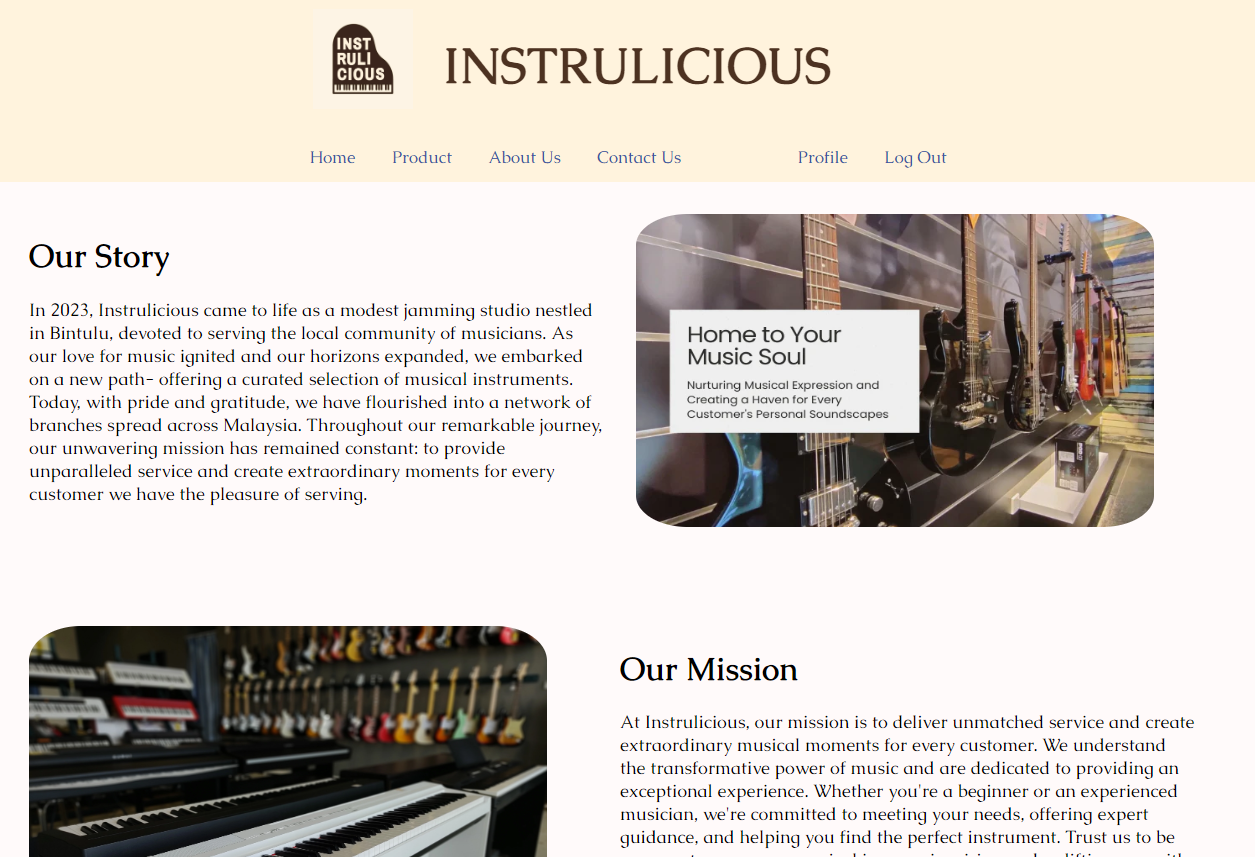 INST
RULI
CIOUS
INSTRULICIOUS
Home Product About Us Contact Us Profile Log Out
Our Story
In 2023, Instrulicious came to life as a modest jamming studio nestled
in Bintulu, devoted to serving the local community of musicians. As
our love for music ignited and our horizons expanded, we embarked
on a new path- offering a curated selection of musical instruments.
Today, with pride and gratitude, we have flourished into a network of
branches spread across Malaysia. Throughout our remarkable journey,
our unwavering mission has remained constant: to provide
unparalleled service and create extraordinary moments for every
customer we have the pleasure of serving.
Home to Your
Music Soul
Nurturing Musical Expression and
Creating a Haven for Every
Customer's Personal Soundscapes
Our Mission
At Instrulicious, our mission is to deliver unmatched service and create
extraordinary musical moments for every customer. We understand
the transformative power of music and are dedicated to providing an
exceptional experience. Whether you're a beginner or an experienced
musician, we're committed to meeting your needs, offering expert
guidance, and helping you find the perfect instrument. Trust us to be